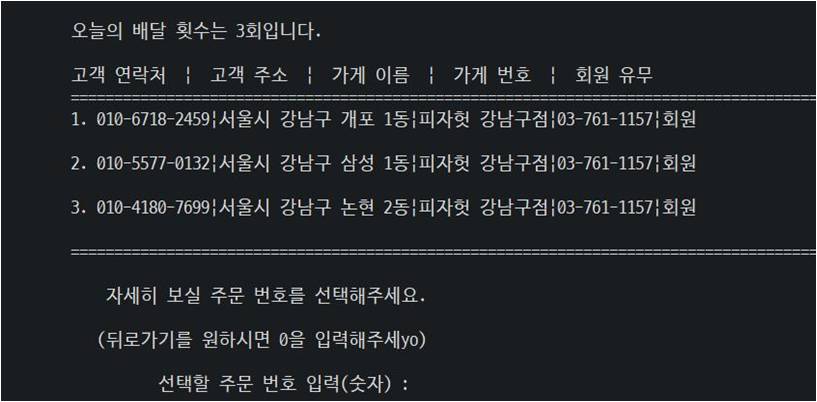 오늘의 배달 횟수는 3회입니다.
고객 연락처 ¦ 고객 주소 ¦ 가게 이름 ¦ 가게 번호 ¦ 회원 유무
==========================================================================================
1. 010-6718-2459¦서울시 강남구 개포 1동¦피자헛 강남구점¦03-761-1157¦회원
2. 010-5577-0132¦서울시 강남구 삼성 1동¦피자헛 강남구점¦03-761-1157¦회원
3. 010-4180-7699¦서울시 강남구 논현 2동¦피자헛 강남구점¦03-761-1157¦회원
==========================================================================================
자세히 보실 주문 번호를 선택해주세요.
(뒤로가기를 원하시면 0을 입력해주세yo)
선택할 주문 번호 입력(숫자) :